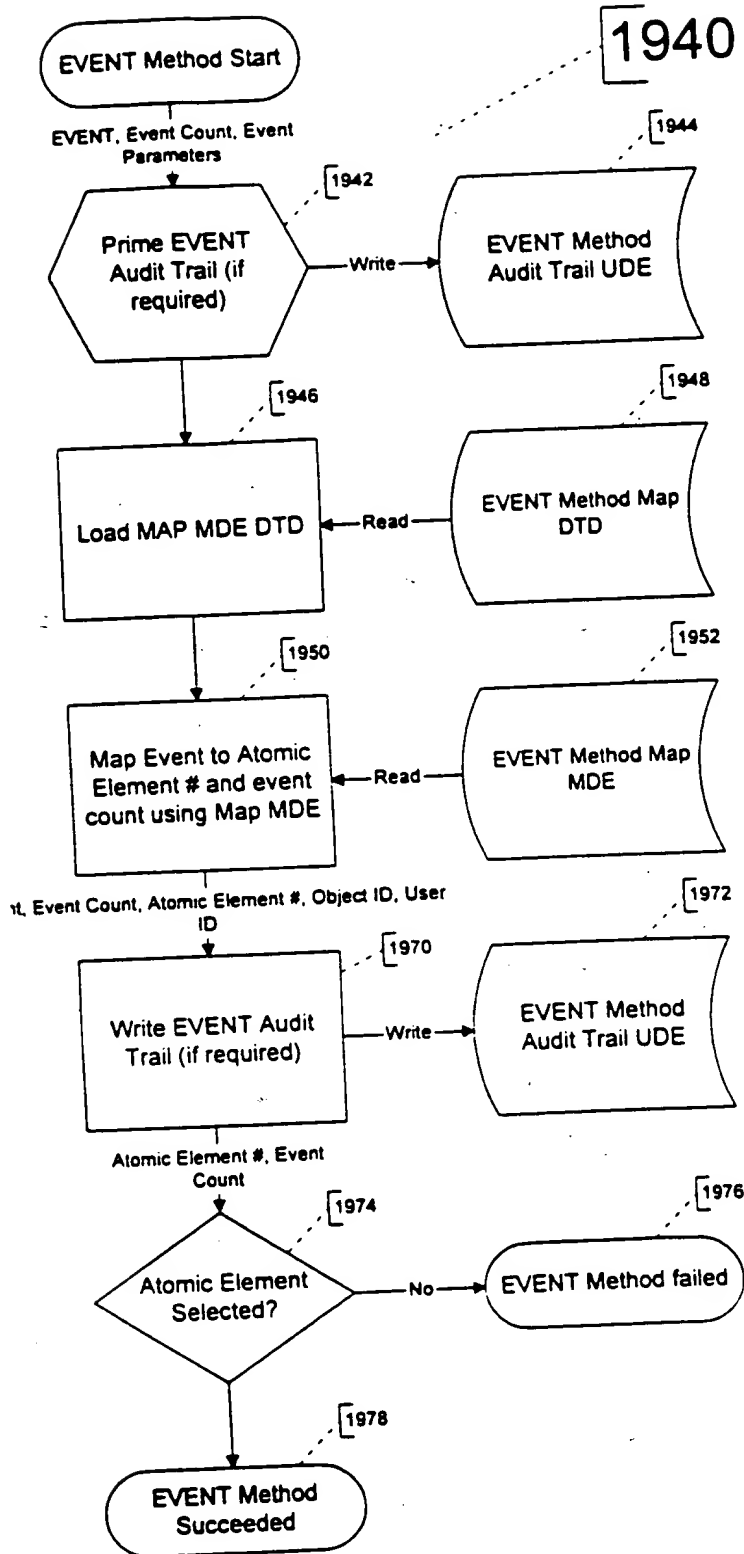 1940
EVENT Method Start
EVENT, Event Count, Event
Parameters
1942
1944
Prime EVENT
Audit Trail (if
required)
Write
EVENT Method
Audit Trail UDE
1946
1948
Load MAP MDE DTD
Read
EVENT Method Map
DTD
1950
1952
Map Event to Atomic
Element # and event
count using Map MDE
Read
EVENT Method Map
MDE
Event Count, Atomic Element #, Object ID, User
ID
1970
1972
Write EVENT Audit
Trail (if required)
Write
EVENT Method
Audit Trail UDE
Atomic Element #, Event
Count
1974
1976
Atomic Element
Selected?
No
EVENT Method failed
1978
EVENT Method
Succeeded